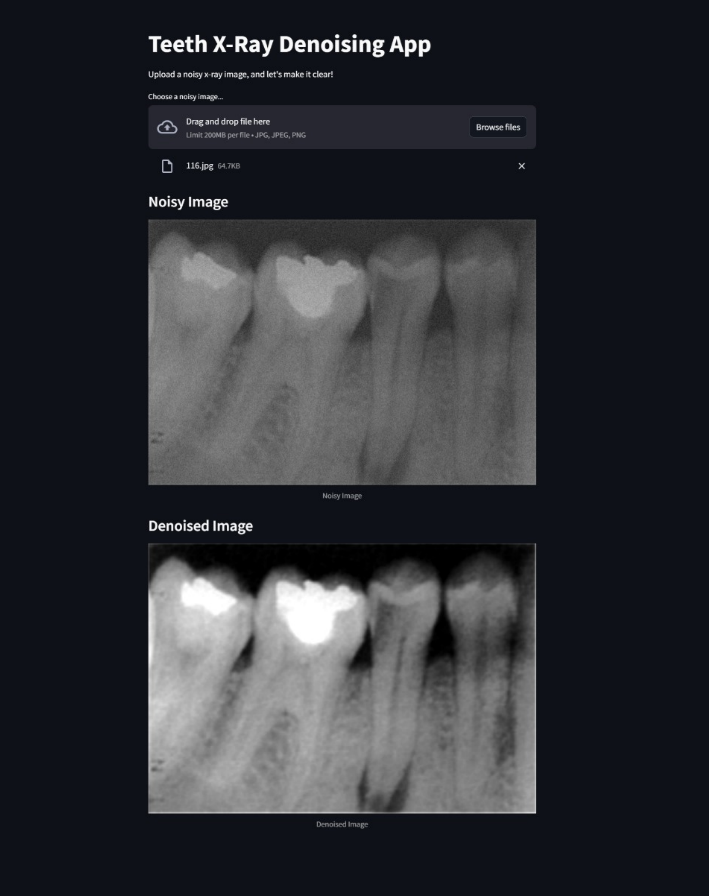 Teeth X-Ray Denoising App
Upload a noisy x-ray image, and let's make it clear!
Choose a noisy image...
Drag and drop file here
Limit 200MB per file • JPG, JPEG, PNG
Browse files
116.jpg 64.7KB
Noisy Image
Noisy Image
Denoised Image
Denoised Image